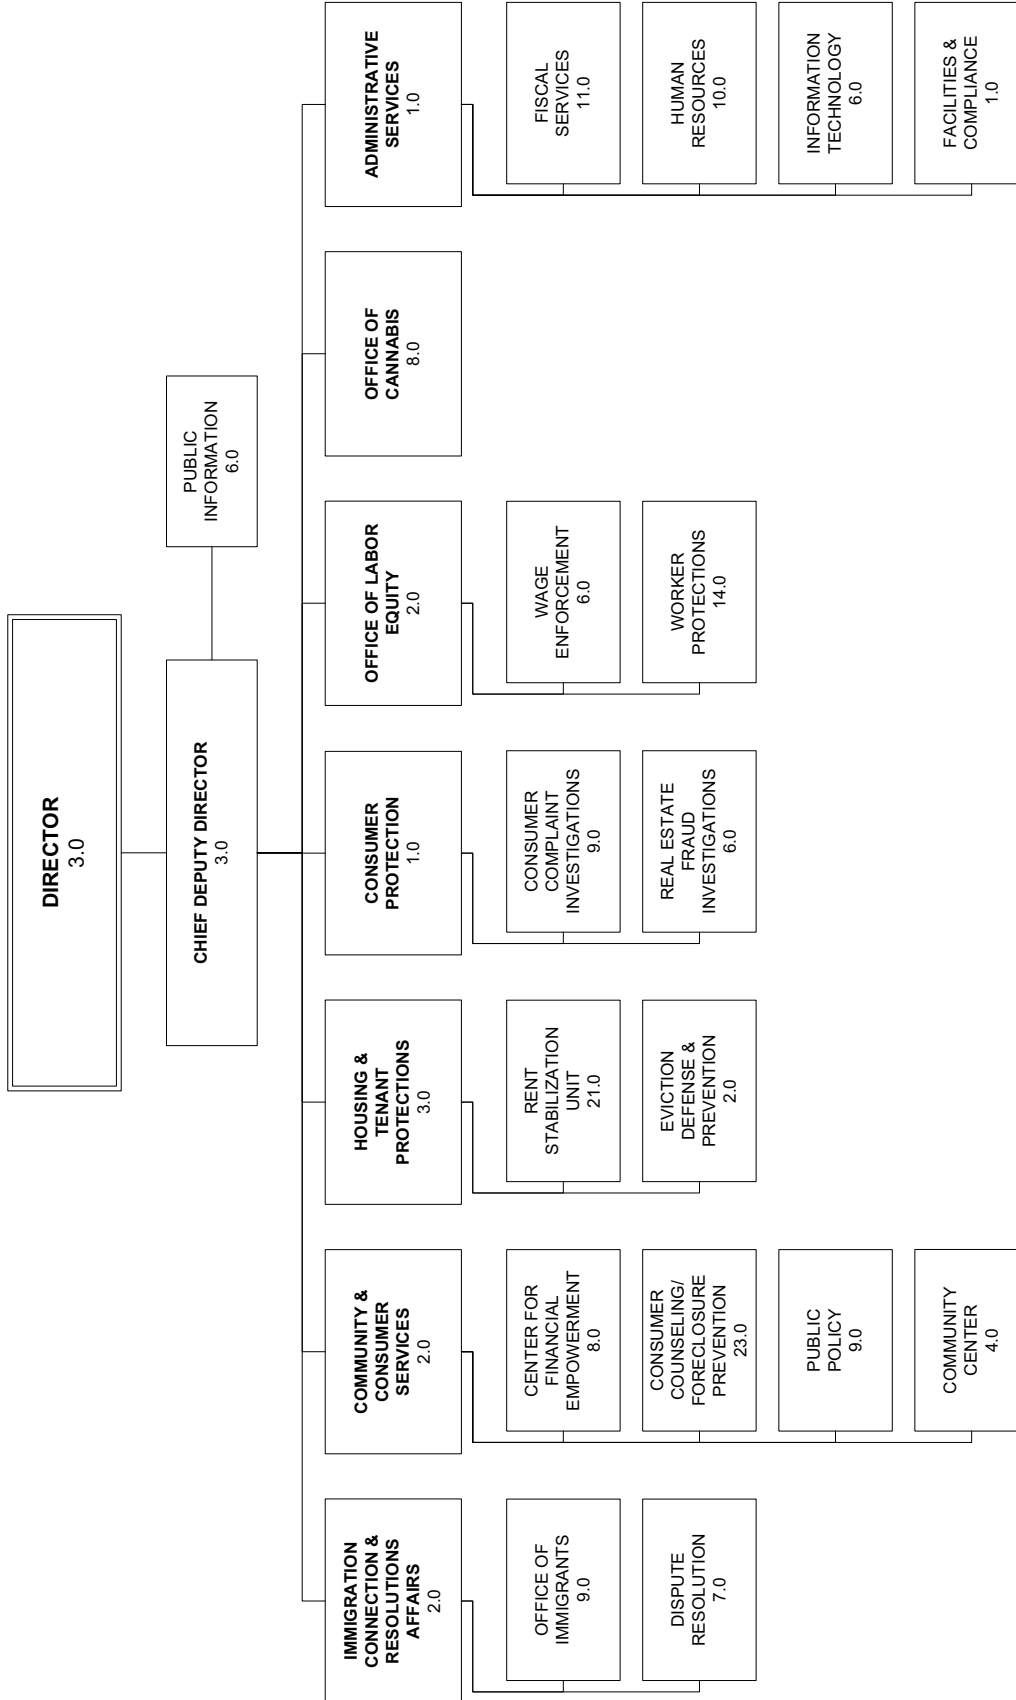 DIRECTOR
3.0
CHIEF DEPUTY DIRECTOR
3.0
PUBLIC
INFORMATION
6.0
IMMIGRATION
CONNECTION &
RESOLUTIONS
AFFAIRS
2.0
OFFICE OF
IMMIGRANTS
9.0
DISPUTE
RESOLUTION
7.0
COMMUNITY &
CONSUMER
SERVICES
2.0
CENTER FOR
FINANCIAL
EMPOWERMENT
8.0
CONSUMER
COUNSELING/
FORECLOSURE
PREVENTION
23.0
PUBLIC
POLICY
9.0
COMMUNITY
CENTER
4.0
HOUSING &
TENANT
PROTECTIONS
3.0
RENT
STABILIZATION
UNIT
21.0
EVICTION
DEFENSE &
PREVENTION
2.0
CONSUMER
PROTECTION
1.0
CONSUMER
COMPLAINT
INVESTIGATIONS
9.0
REAL ESTATE
FRAUD
INVESTIGATIONS
6.0
OFFICE OF LABOR
EQUITY
2.0
WAGE
ENFORCEMENT
6.0
WORKER
PROTECTIONS
14.0
OFFICE OF
CANNABIS
8.0
ADMINISTRATIVE
SERVICES
1.0
FISCAL
SERVICES
11.0
HUMAN
RESOURCES
10.0
INFORMATION
TECHNOLOGY
6.0
FACILITIES &
COMPLIANCE
1.0